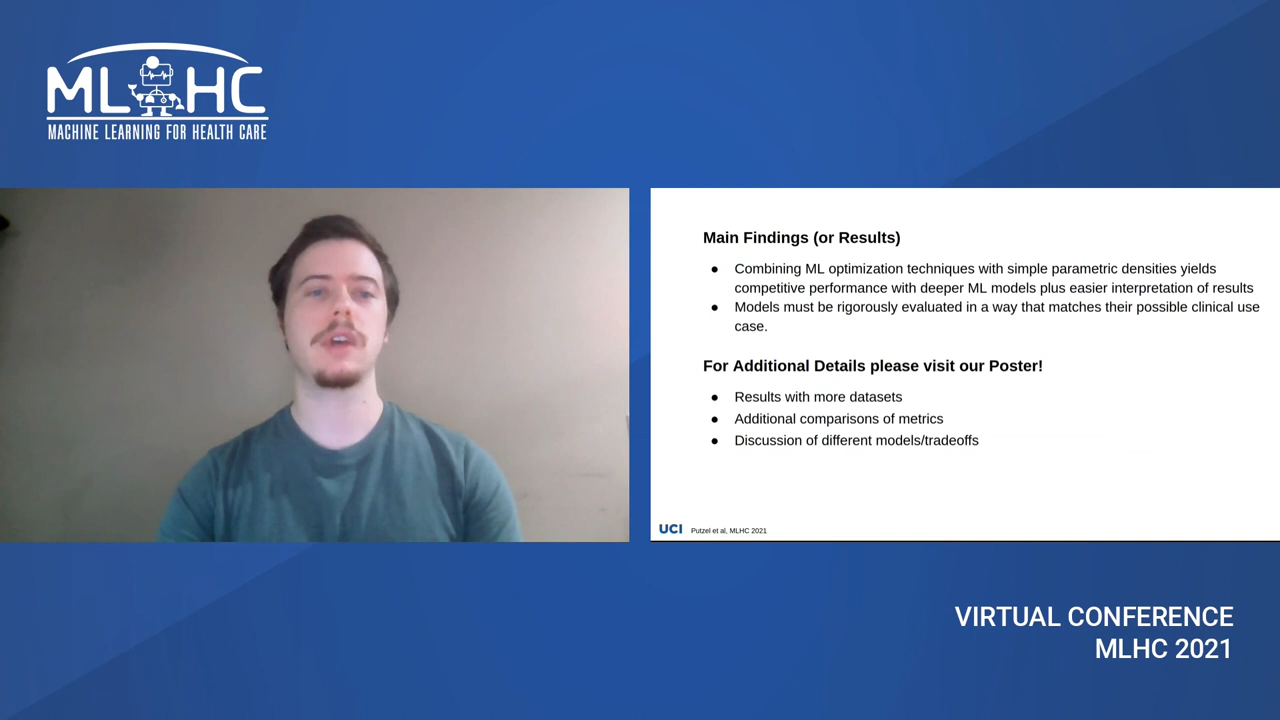 ML HC
MACHINE LEARNING FOR HEALTH CARE
Main Findings (or Results)
● Combining ML optimization techniques with simple parametric densities yields
competitive performance with deeper ML models plus easier interpretation of results
● Models must be rigorously evaluated in a way that matches their possible clinical use
case.
For Additional Details please visit our Poster!
● Results with more datasets
● Additional comparisons of metrics
● Discussion of different models/tradeoffs
UCI Putzel et al, MLHC 2021
VIRTUAL CONFERENCE
MLHC 2021